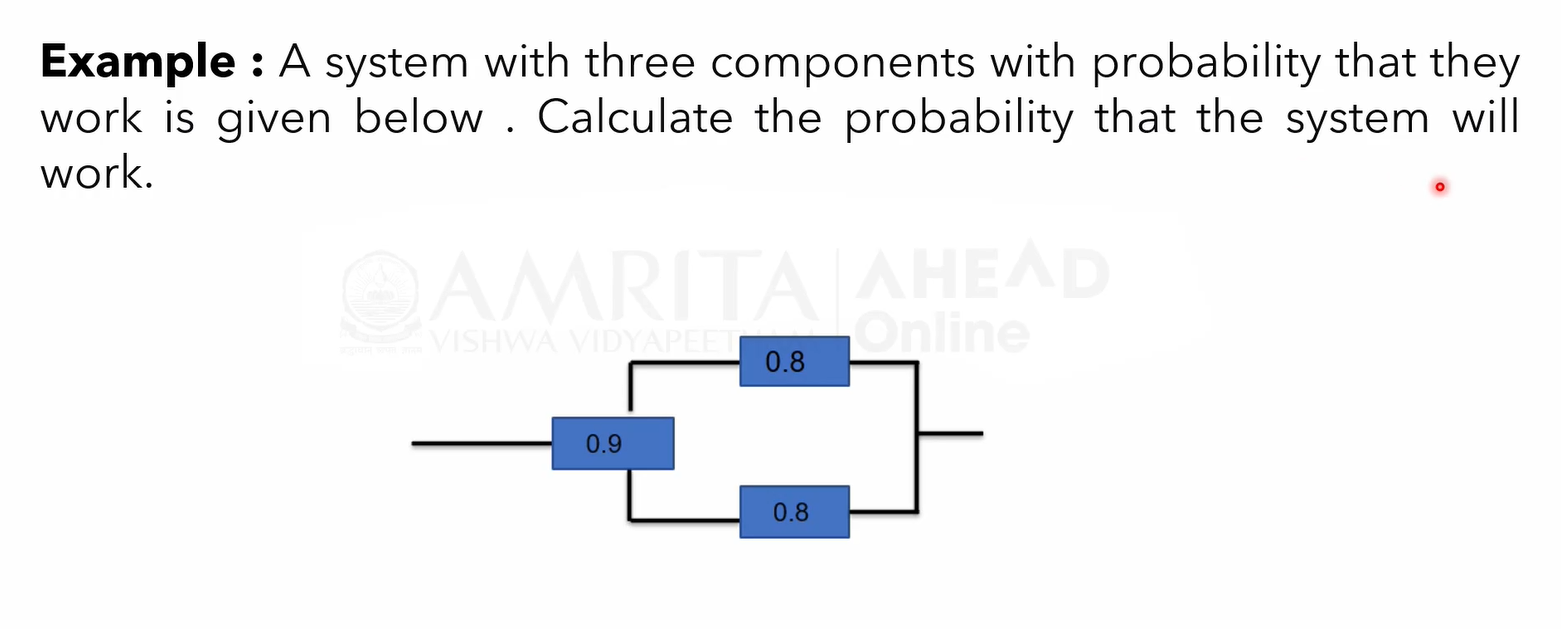 Example : A system with three components with probability that they
work is given below . Calculate the probability that the system will
work.
AMRITA AHEAD
VISHWA VIDYAPEETHAM Online
0.8
0.9
0.8